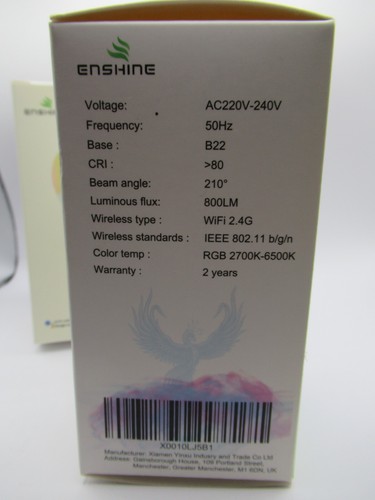 ENSHINE
Voltage: AC220V-240V
Frequency: 50Hz
Base : B22
CRI : >80
Beam angle: 210°
Luminous flux: 800LM
Wireless type : WiFi 2.4G
Wireless standards : IEEE 802.11 b/g/n
Color temp : RGB 2700K-6500K
Warranty : 2 years
X0010LJ5B1
Manufacturer: Xiamen Yinxu Industry and Trade Co Ltd
Address: Gainsborough House, 109 Portland Street,
Manchester, Greater Manchester, M1 6DN, UK
ENSHINE